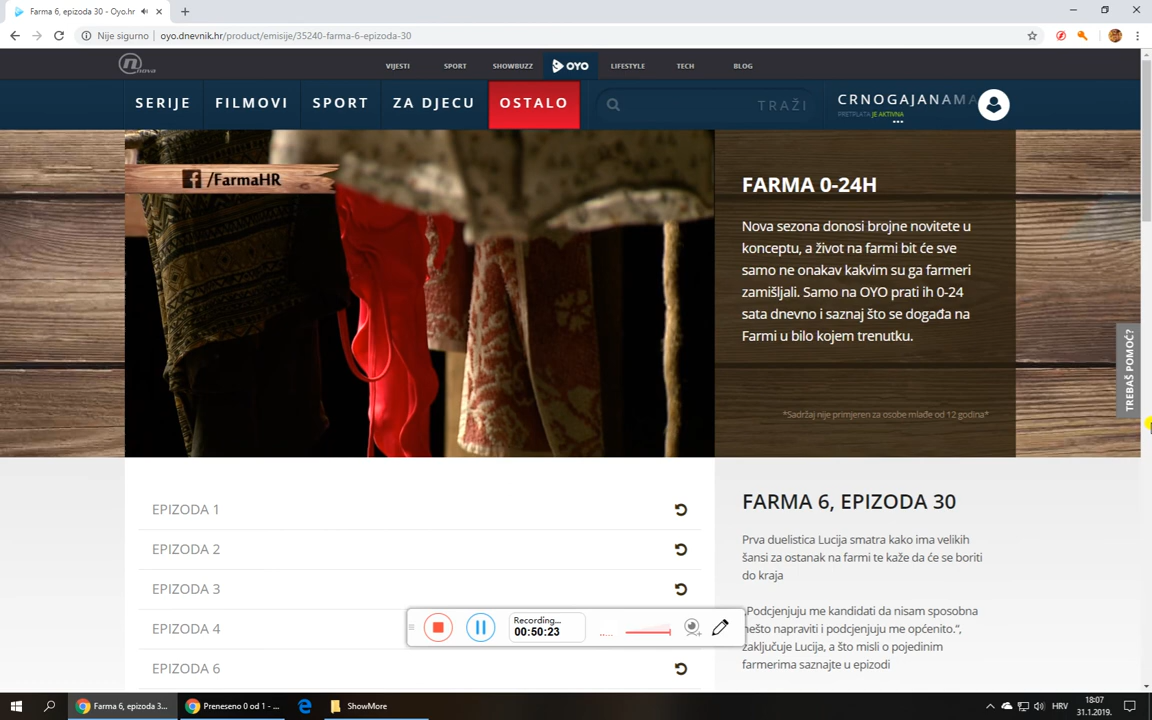 Farma 6, epizoda 30 - Oyo.hr
Nije sigurno
oyo.dnevnik.hr/product/emisije/35240-farma-6-epizoda-30
nova
VIJESTI
SPORT
SHOWBUZZ
OYO
LIFESTYLE
TECH
BLOG
SERIJE
FILMOVI
SPORT
ZA DJECU
OSTALO
TRAŽI
CRNOGAJANAMA
PRETPLATA JE AKTIVNA
/FarmaHR
FARMA 0-24H
Nova sezona donosi brojne novitete u
konceptu, a život na farmi bit će sve
samo ne onakav kakvim su ga farmeri
zamišljali. Samo na OYO prati ih 0-24
sata dnevno i saznaj što se događa na
Farmi u bilo kojem trenutku.
*Sadržaj nije primjeren za osobe mlađe od 12 godina*
TREBAŠ POMOĆ?
EPIZODA 1
EPIZODA 2
EPIZODA 3
EPIZODA 4
EPIZODA 6
FARMA 6, EPIZODA 30
Prva duelistica Lucija smatra kako ima velikih
šansi za ostanak na farmi te kaže da će se boriti
do kraja
„Podcjenjuju me kandidati da nisam sposobna
nešto napraviti i podcjenjuju me općenito.“,
zaključuje Lucija, a što misli o pojedinim
farmerima saznajte u epizodi
Recording...
00:50:23
Farma 6, epizoda 3...
Preneseno 0 od 1 - ...
ShowMore
HRV
18:07
31.1.2019.